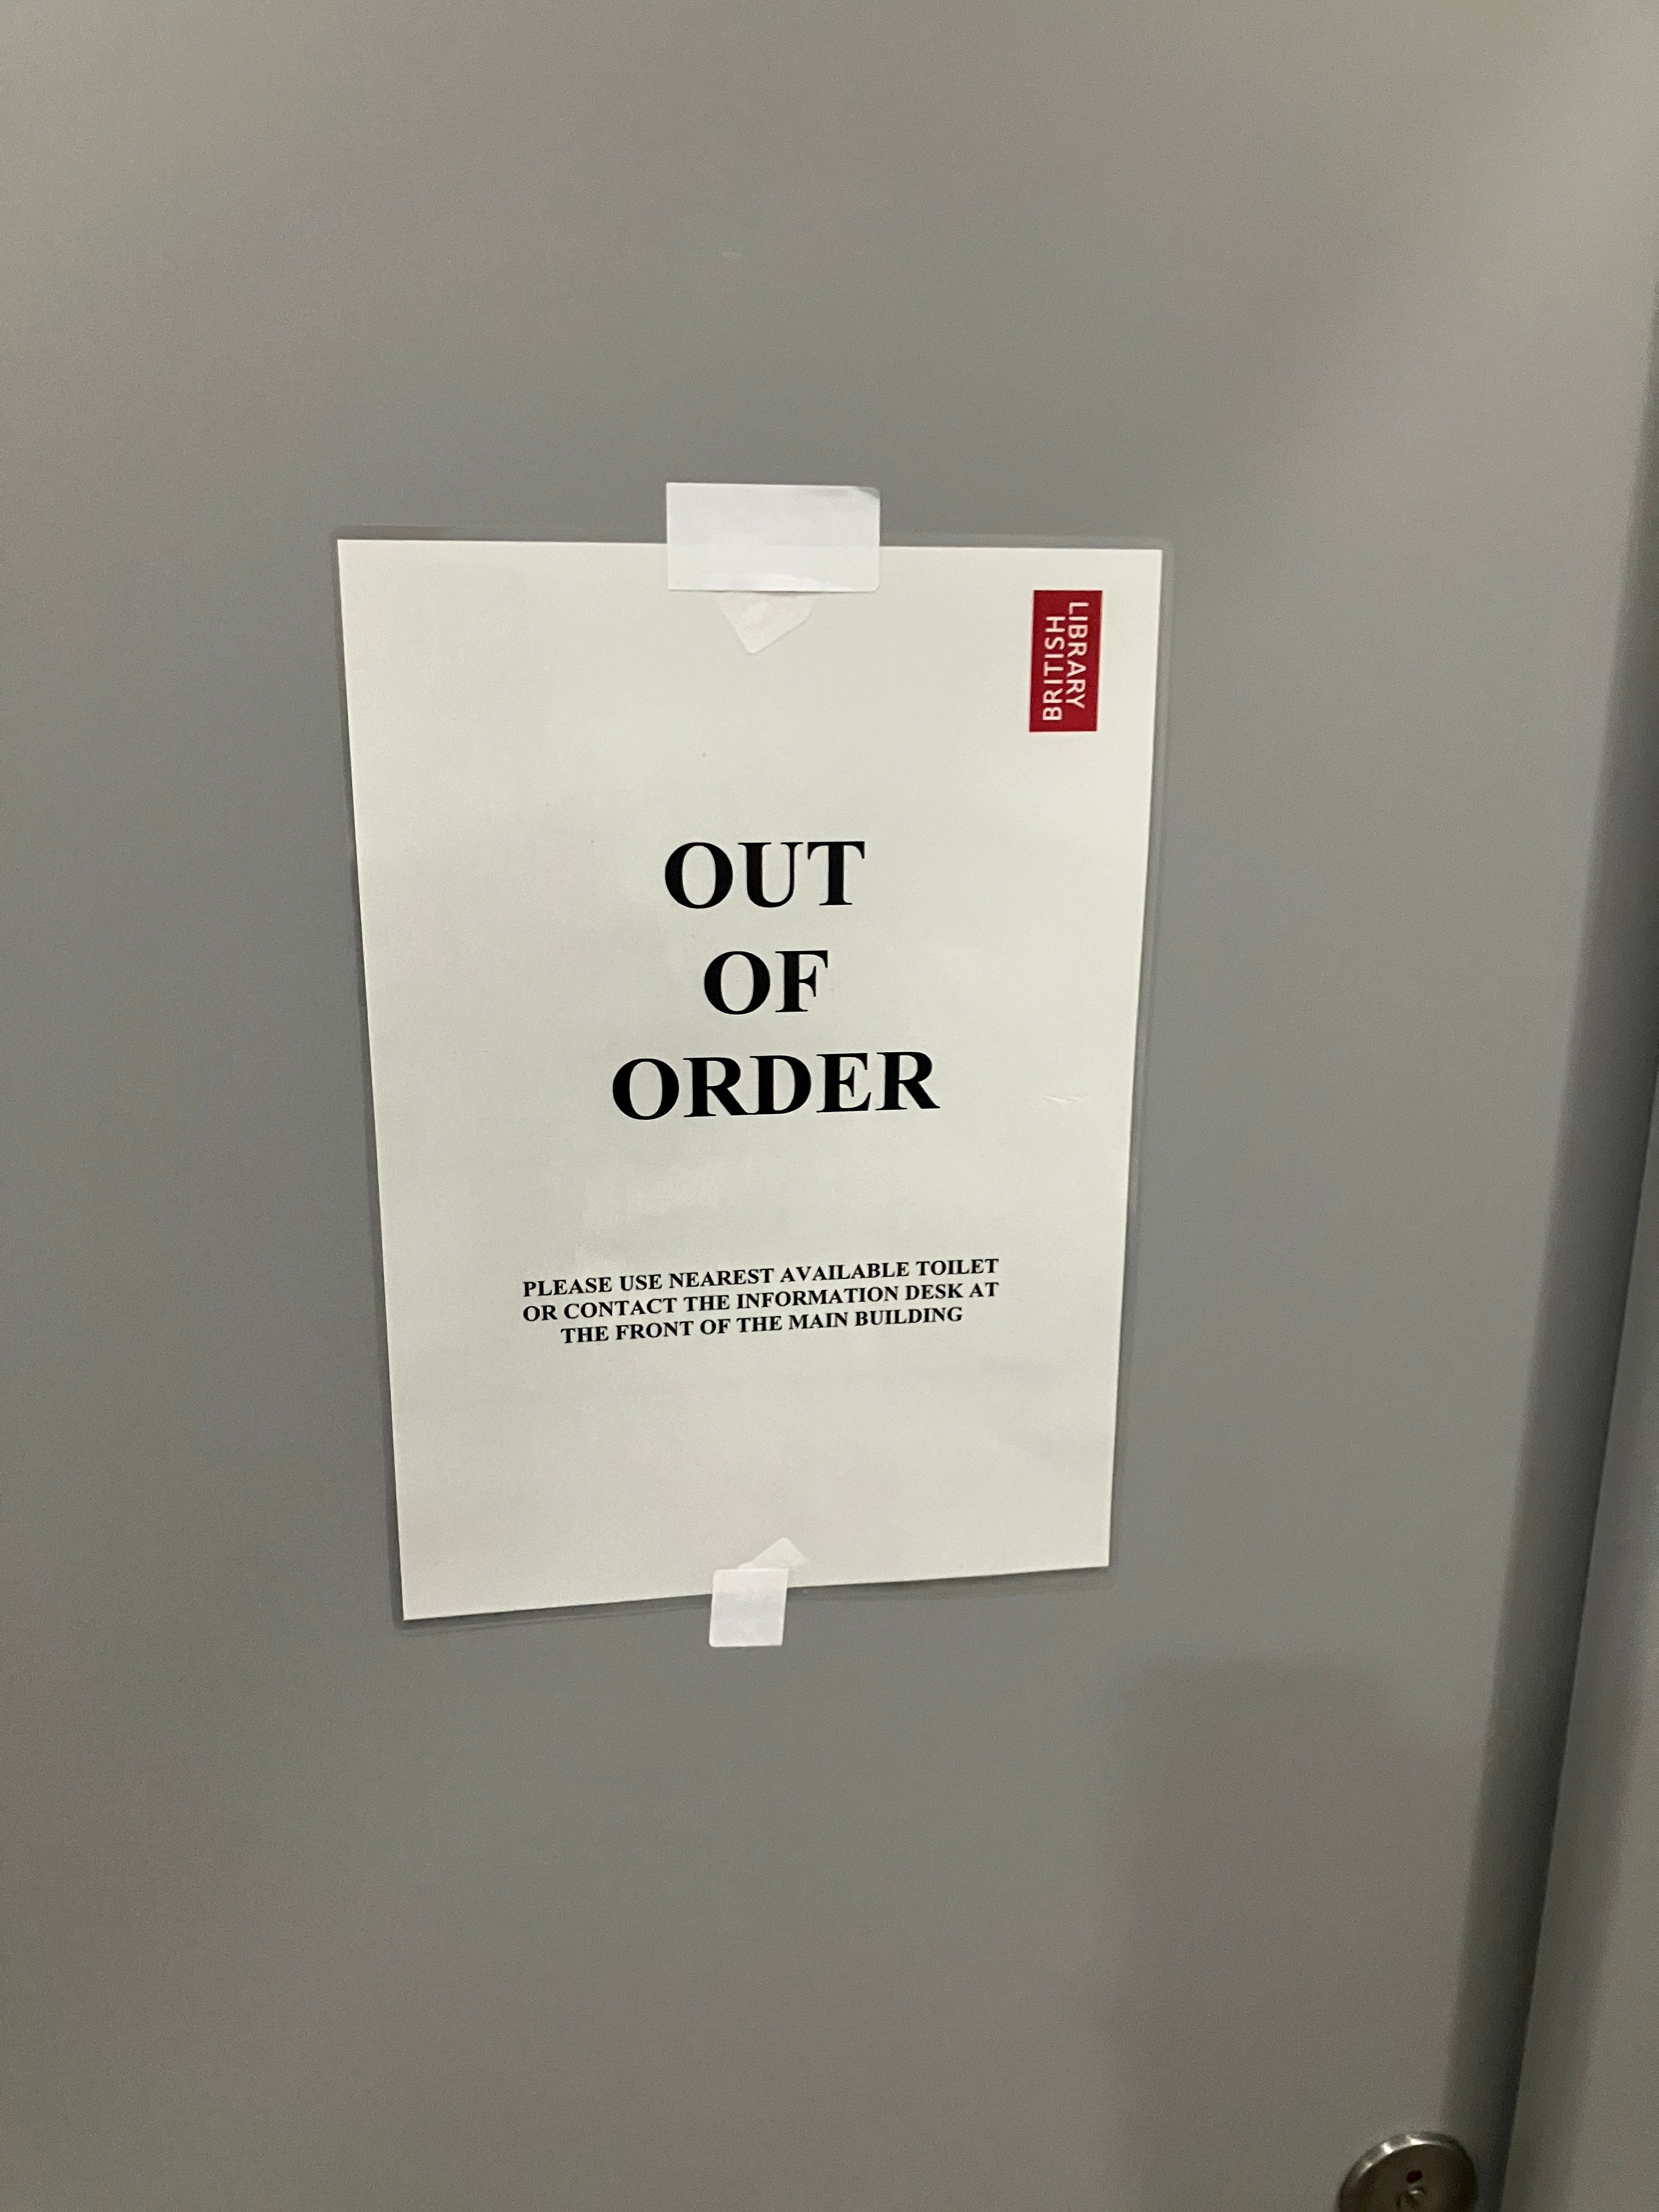 LIBRARY
BRITISH
OUT
OF
ORDER
PLEASE USE NEAREST AVAILABLE TOILET
OR CONTACT THE INFORMATION DESK AT
THE FRONT OF THE MAIN BUILDING